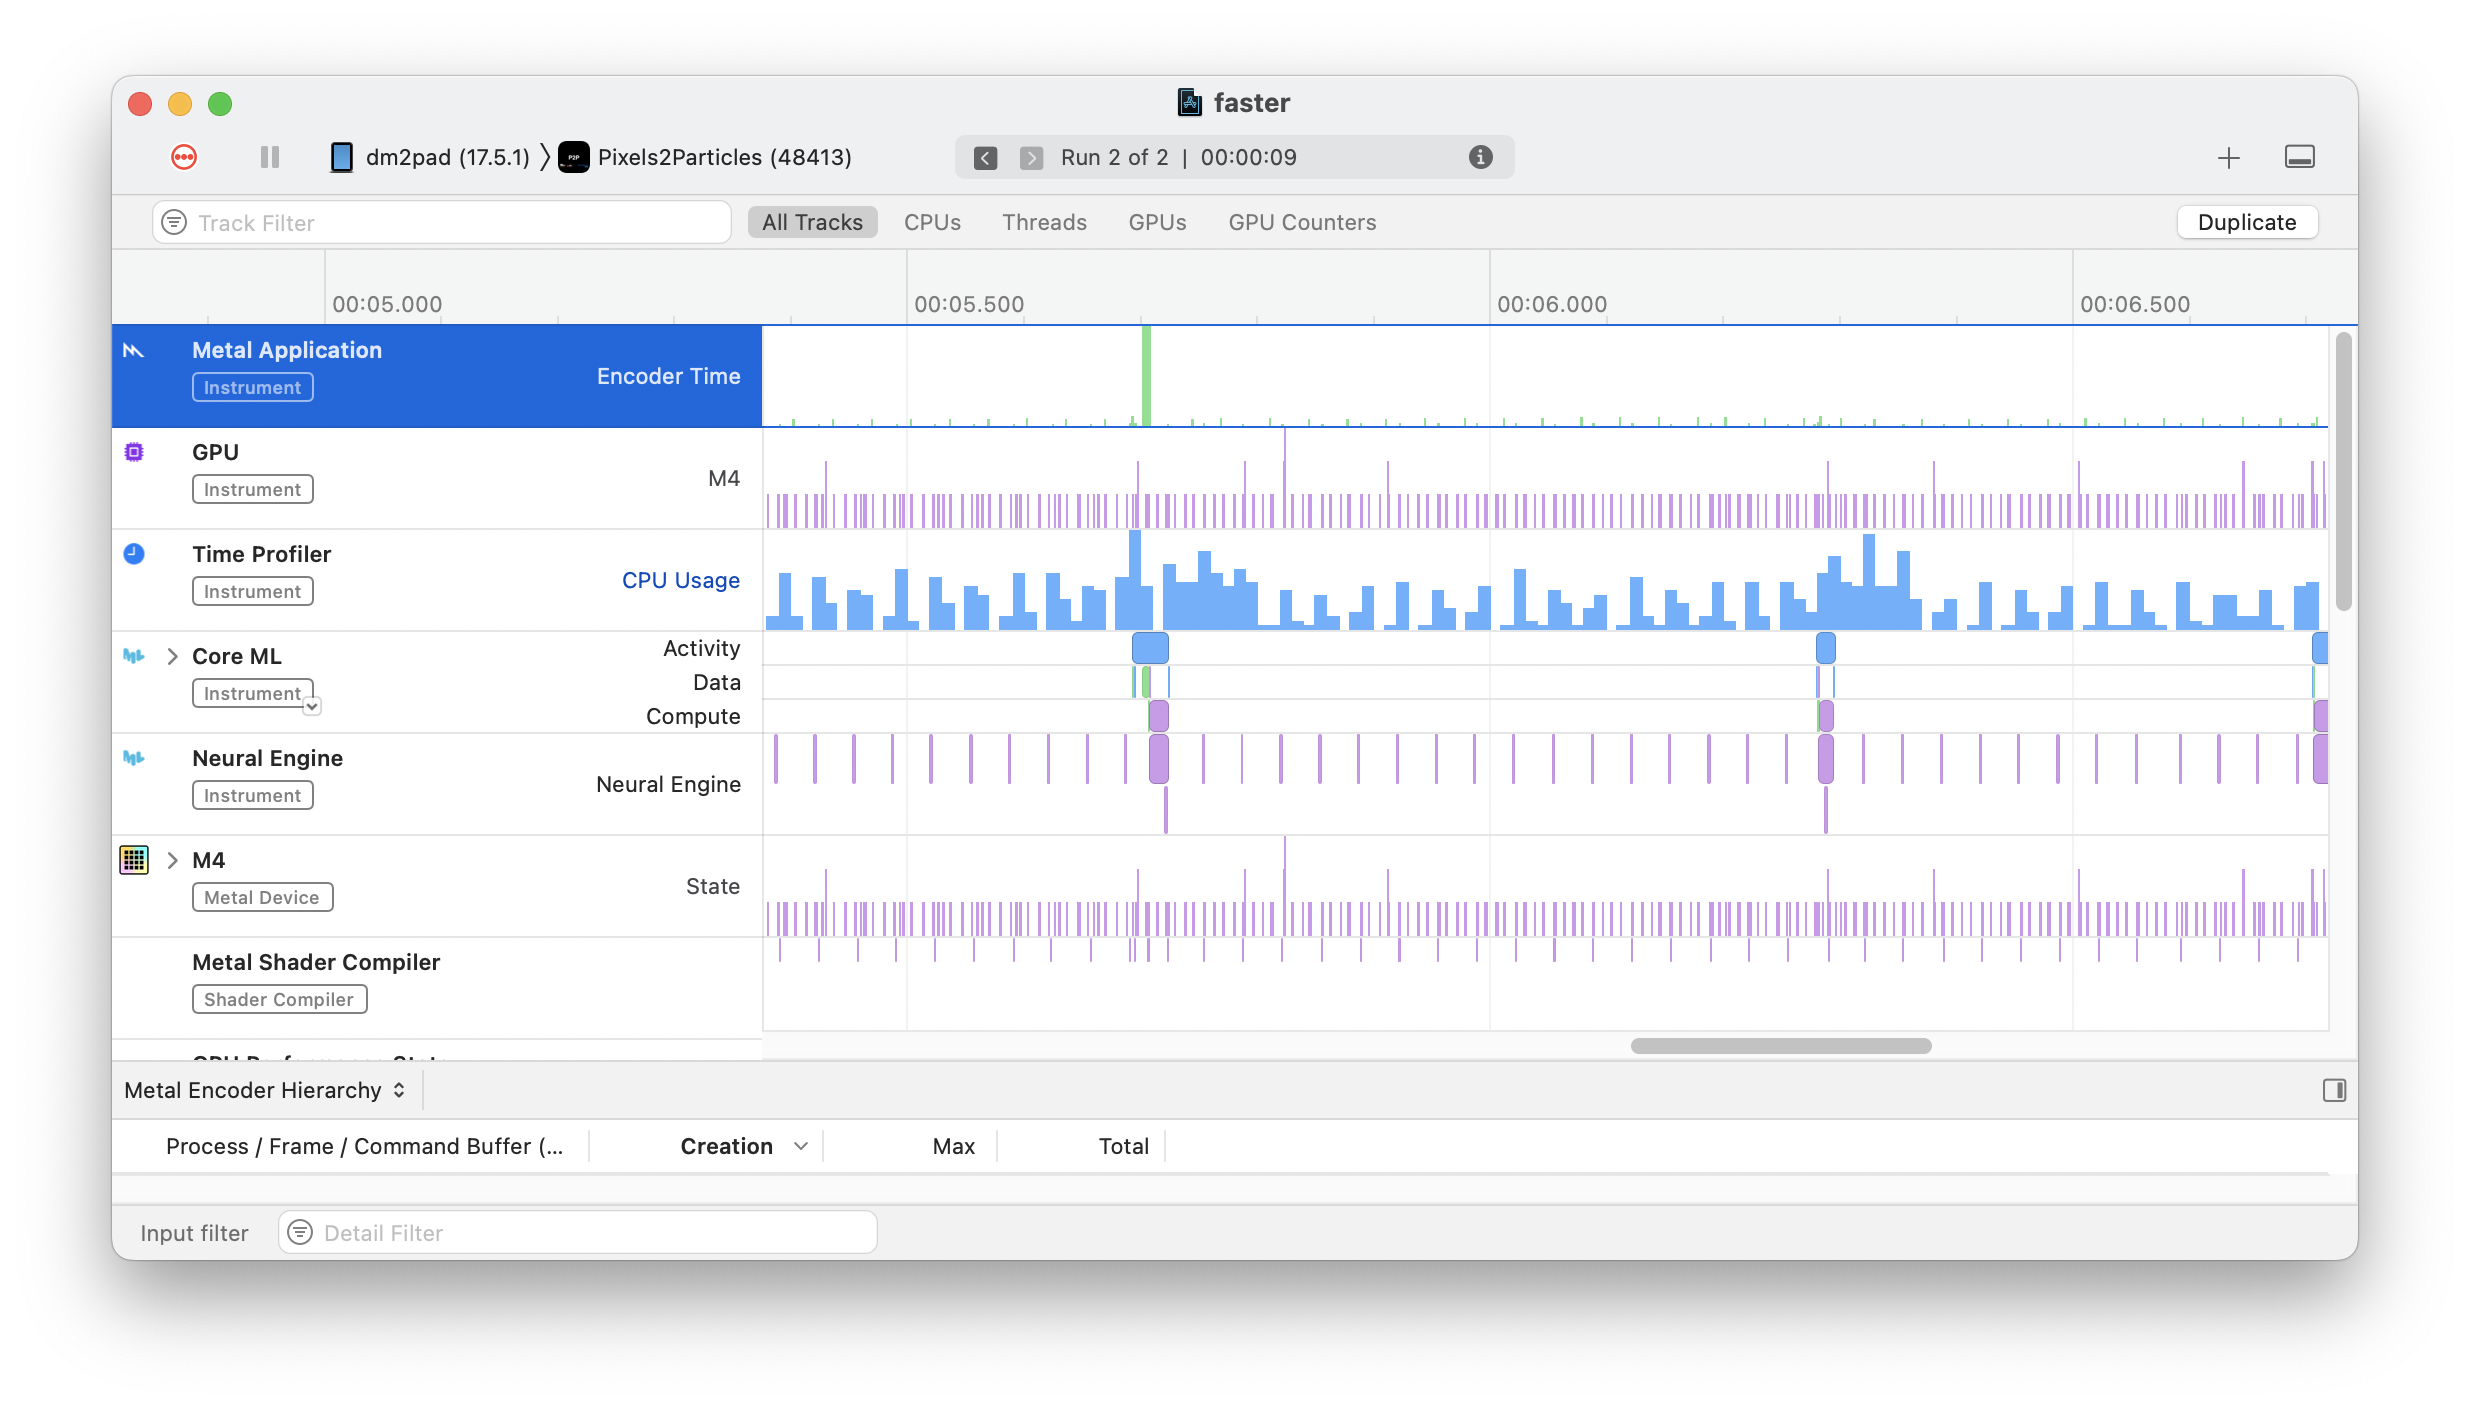 faster
dm2pad (17.5.1) 〉 Pixels2Particles (48413)
Run 2 of 2 | 00:00:09
Track Filter
All Tracks CPUs Threads GPUs GPU Counters
Duplicate
00:05.000 00:05.500 00:06.000 00:06.500
Metal Application
Instrument
Encoder Time
GPU
Instrument
M4
Time Profiler
Instrument
CPU Usage
Core ML
Instrument
Activity
Data
Compute
Neural Engine
Instrument
Neural Engine
M4
Metal Device
State
Metal Shader Compiler
Shader Compiler
Metal Encoder Hierarchy
Process / Frame / Command Buffer (... Creation Max Total
Input filter Detail Filter